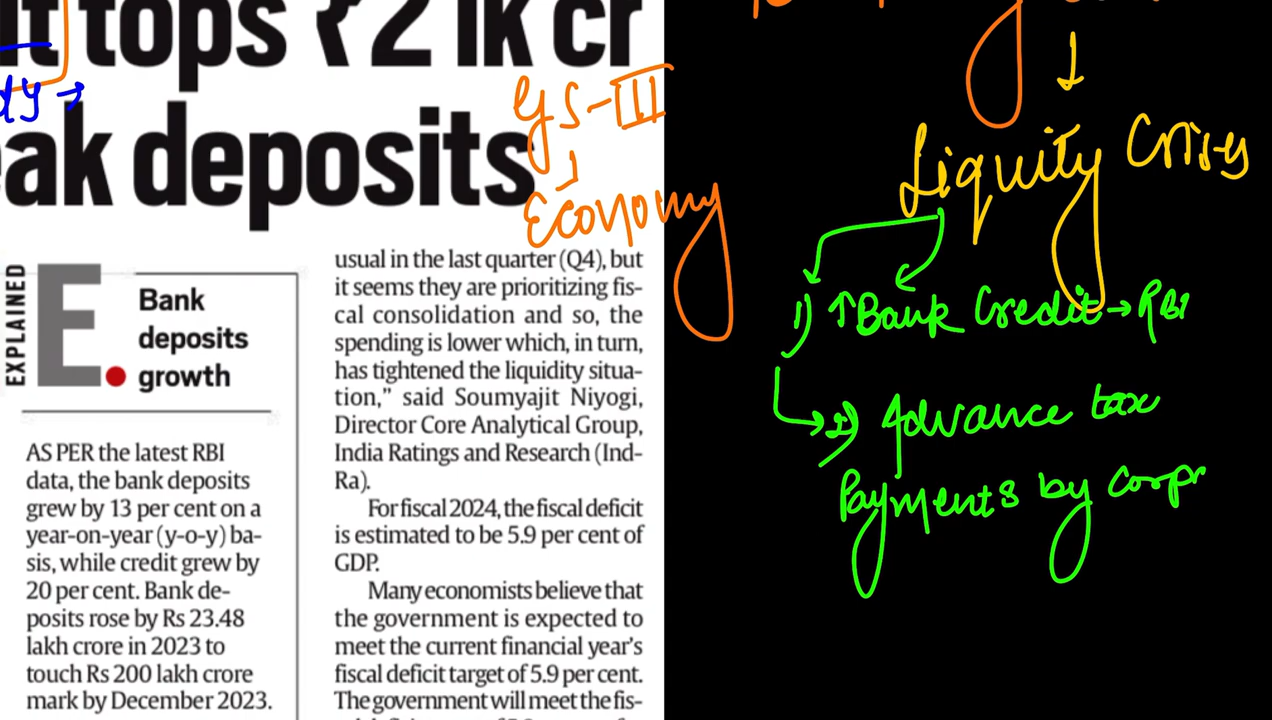 it tops ₹2 lk cr
dy →
ak deposits
GS-III
Economy
EXPLAINED
E.
Bank
deposits
growth
AS PER the latest RBI
data, the bank deposits
grew by 13 per cent on a
year-on-year (y-o-y) ba-
sis, while credit grew by
20 per cent. Bank de-
posits rose by Rs 23.48
lakh crore in 2023 to
touch Rs 200 lakh crore
mark by December 2023.
usual in the last quarter (Q4), but
it seems they are prioritizing fis-
cal consolidation and so, the
spending is lower which, in turn,
has tightened the liquidity situa-
tion,” said Soumyajit Niyogi,
Director Core Analytical Group,
India Ratings and Research (Ind-
Ra).
For fiscal 2024, the fiscal deficit
is estimated to be 5.9 per cent of
GDP.
Many economists believe that
the government is expected to
meet the current financial year’s
fiscal deficit target of 5.9 per cent.
The government will meet the fis-
Liquity Crisis
1) ↑Bank Credit → RBI
2) Advance tax
Payments by corpr